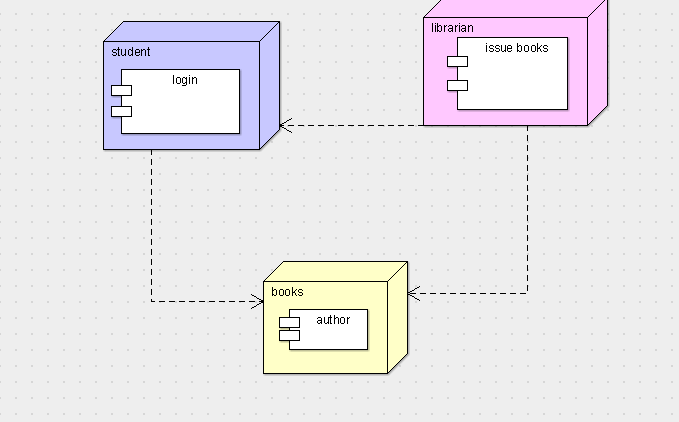 student
login
librarian
issue books
books
author